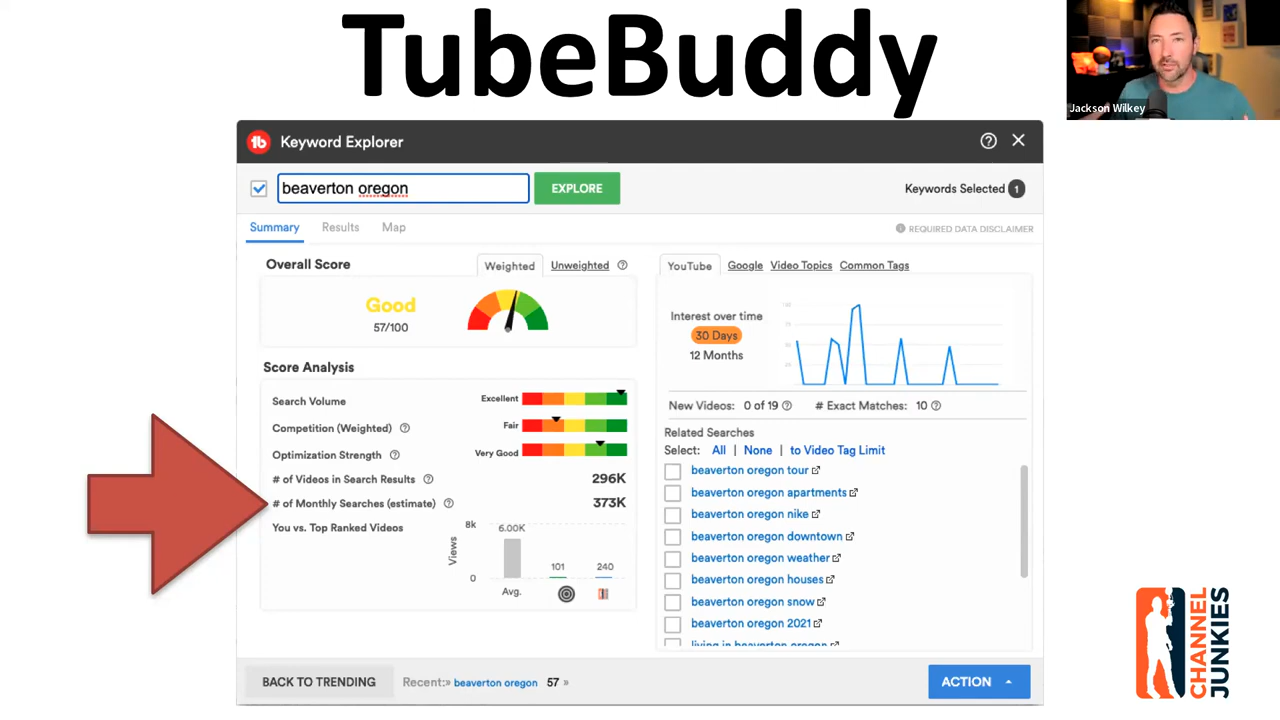 TubeBuddy
Jackson Wilkey
tb Keyword Explorer
beaverton oregon EXPLORE Keywords Selected 1
Summary Results Map REQUIRED DATA DISCLAIMER
Overall Score Weighted Unweighted
Good
57/100
Score Analysis
Search Volume Excellent
Competition (Weighted) Fair
Optimization Strength Very Good
# of Videos in Search Results 296K
# of Monthly Searches (estimate) 373K
You vs. Top Ranked Videos
Views
8k
0
6.00K 101 240
Avg.
YouTube Google Video Topics Common Tags
Interest over time
30 Days
12 Months
New Videos: 0 of 19 # Exact Matches: 10
Related Searches
Select: All | None | to Video Tag Limit
beaverton oregon tour
beaverton oregon apartments
beaverton oregon nike
beaverton oregon downtown
beaverton oregon weather
beaverton oregon houses
beaverton oregon snow
beaverton oregon 2021
living in beaverton oregon
BACK TO TRENDING Recent:» beaverton oregon 57 » ACTION
CHANNEL
JUNKIES